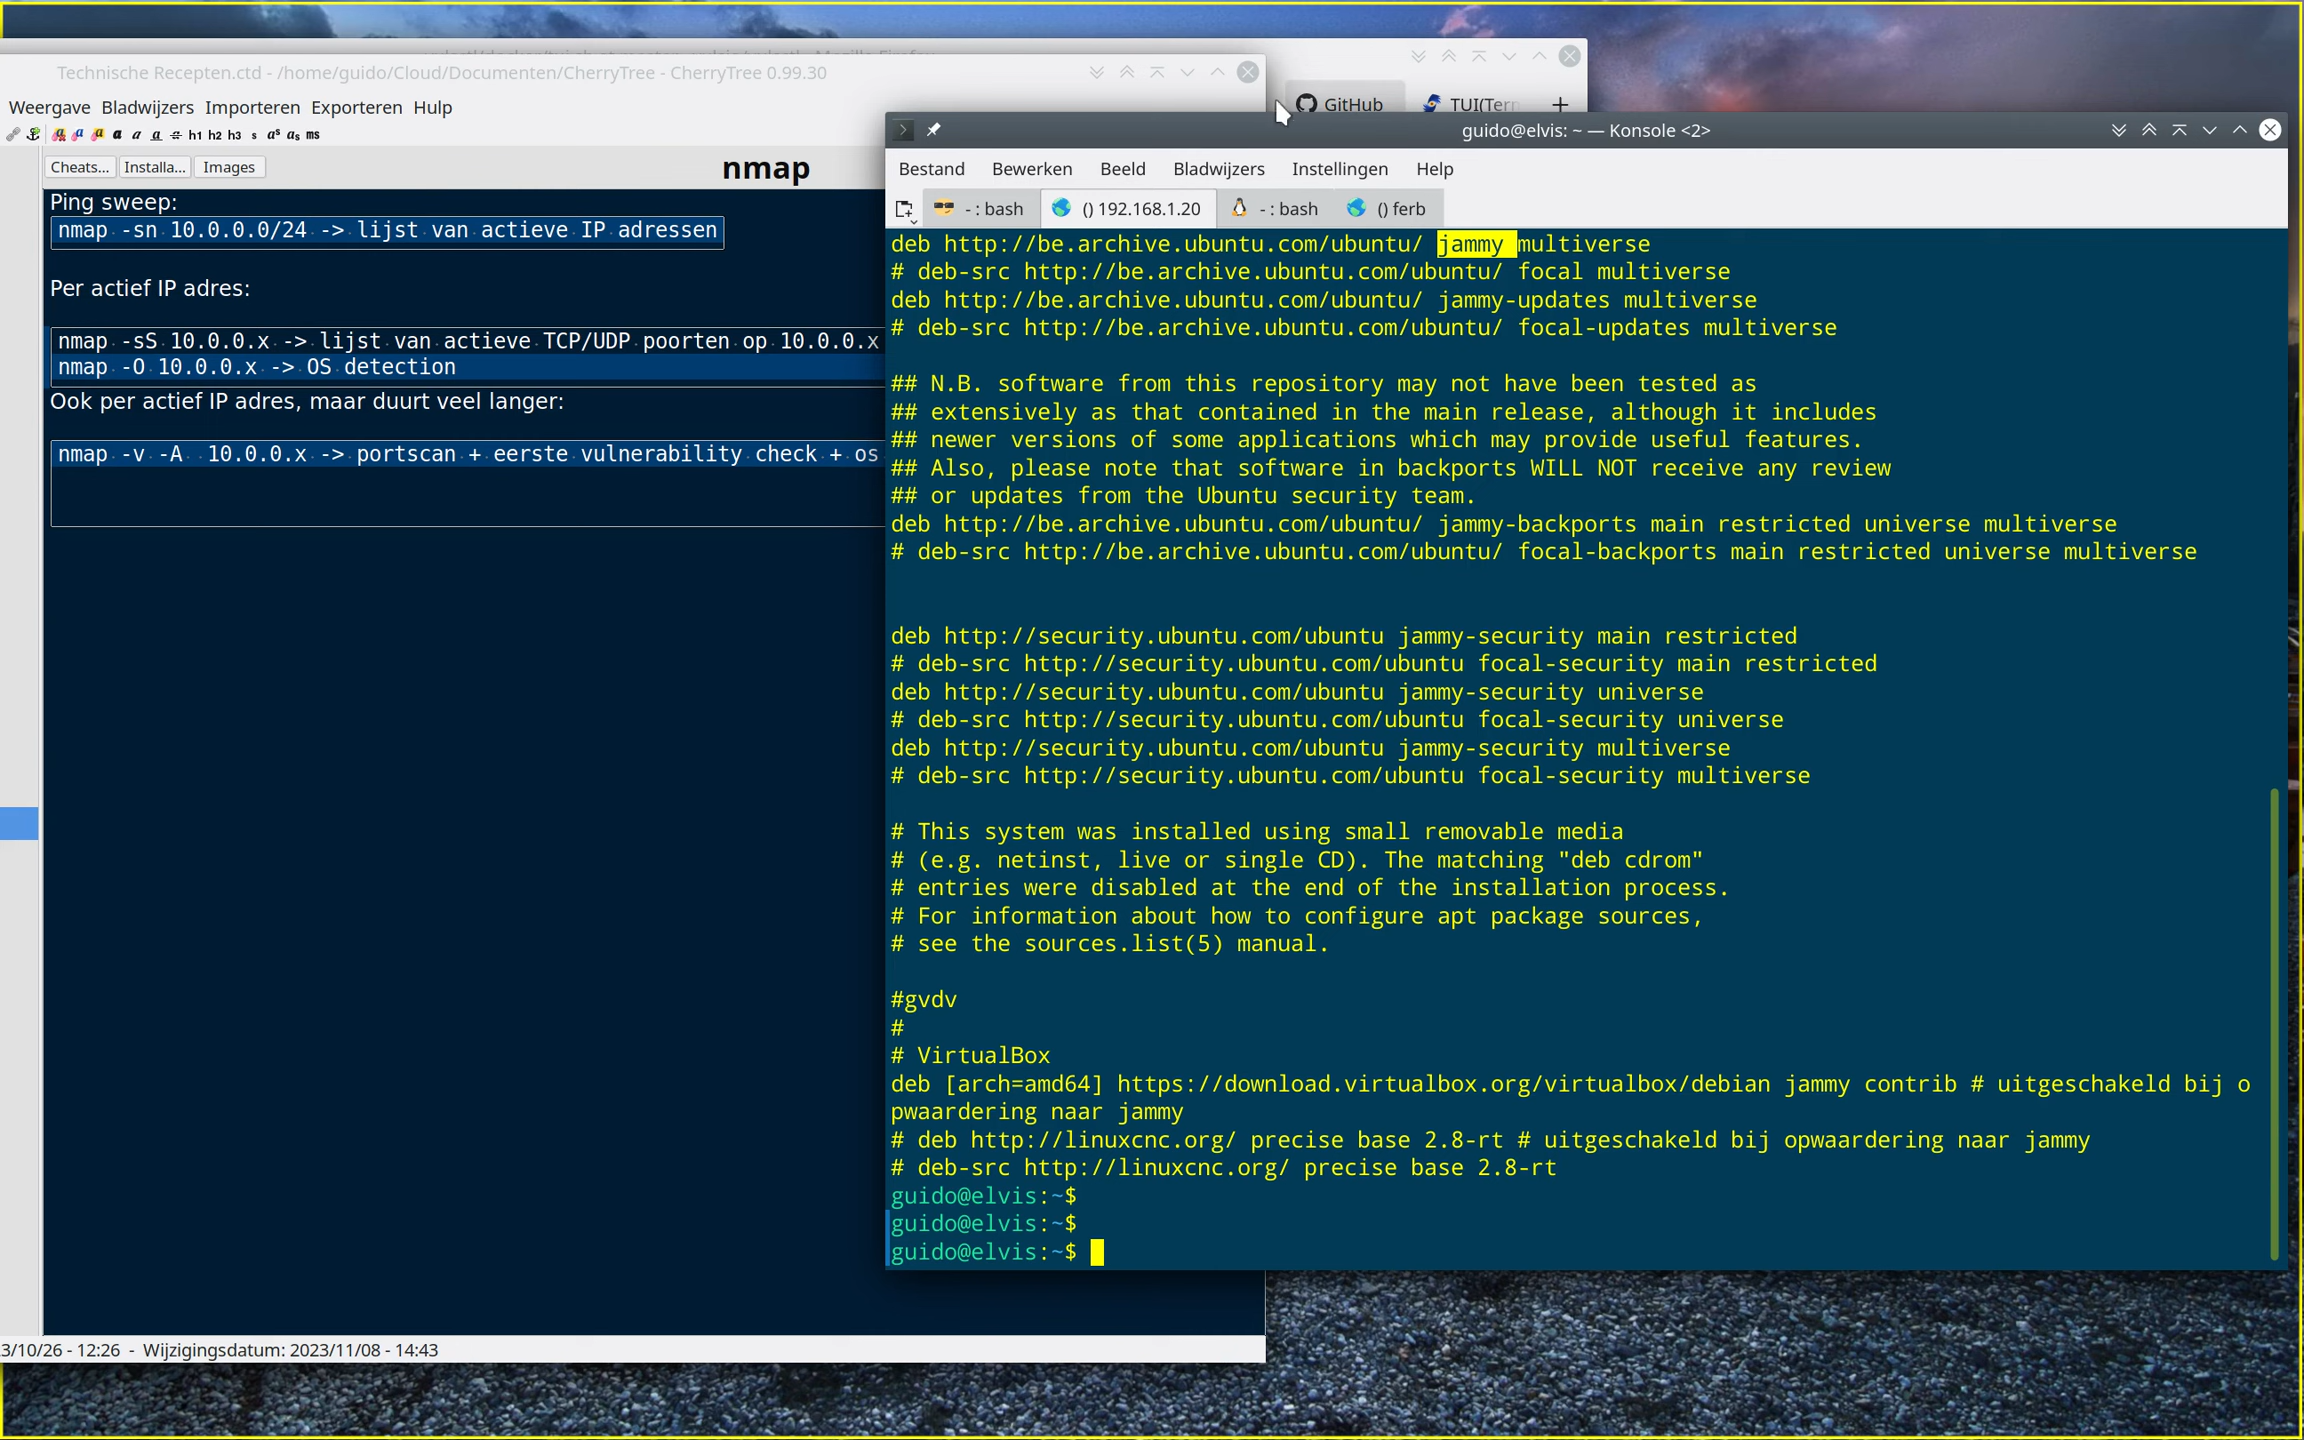 Technische Recepten.ctd - /home/guido/Cloud/Documenten/CherryTree - CherryTree 0.99.30
Weergave Bladwijzers Importeren Exporteren Hulp
h1 h2 h3 s ms
Cheats... Installa... Images
nmap
Ping sweep:
nmap -sn 10.0.0.0/24 -> lijst van actieve IP adressen
Per actief IP adres:
nmap -sS 10.0.0.x -> lijst van actieve TCP/UDP poorten op 10.0.0.x
nmap -O 10.0.0.x -> OS detection
Ook per actief IP adres, maar duurt veel langer:
nmap -v -A 10.0.0.x -> portscan + eerste vulnerability check + os
3/10/26 - 12:26 - Wijzigingsdatum: 2023/11/08 - 14:43
GitHub
TUI(Terr
guido@elvis: ~ — Konsole <2>
Bestand Bewerken Beeld Bladwijzers Instellingen Help
- : bash () 192.168.1.20 - : bash () ferb
deb http://be.archive.ubuntu.com/ubuntu/ jammy multiverse
# deb-src http://be.archive.ubuntu.com/ubuntu/ focal multiverse
deb http://be.archive.ubuntu.com/ubuntu/ jammy-updates multiverse
# deb-src http://be.archive.ubuntu.com/ubuntu/ focal-updates multiverse
## N.B. software from this repository may not have been tested as
## extensively as that contained in the main release, although it includes
## newer versions of some applications which may provide useful features.
## Also, please note that software in backports WILL NOT receive any review
## or updates from the Ubuntu security team.
deb http://be.archive.ubuntu.com/ubuntu/ jammy-backports main restricted universe multiverse
# deb-src http://be.archive.ubuntu.com/ubuntu/ focal-backports main restricted universe multiverse
deb http://security.ubuntu.com/ubuntu jammy-security main restricted
# deb-src http://security.ubuntu.com/ubuntu focal-security main restricted
deb http://security.ubuntu.com/ubuntu jammy-security universe
# deb-src http://security.ubuntu.com/ubuntu focal-security universe
deb http://security.ubuntu.com/ubuntu jammy-security multiverse
# deb-src http://security.ubuntu.com/ubuntu focal-security multiverse
# This system was installed using small removable media
# (e.g. netinst, live or single CD). The matching "deb cdrom"
# entries were disabled at the end of the installation process.
# For information about how to configure apt package sources,
# see the sources.list(5) manual.
#gvdv
#
# VirtualBox
deb [arch=amd64] https://download.virtualbox.org/virtualbox/debian jammy contrib # uitgeschakeld bij o
pwaardering naar jammy
# deb http://linuxcnc.org/ precise base 2.8-rt # uitgeschakeld bij opwaardering naar jammy
# deb-src http://linuxcnc.org/ precise base 2.8-rt
guido@elvis:~$
guido@elvis:~$
guido@elvis:~$